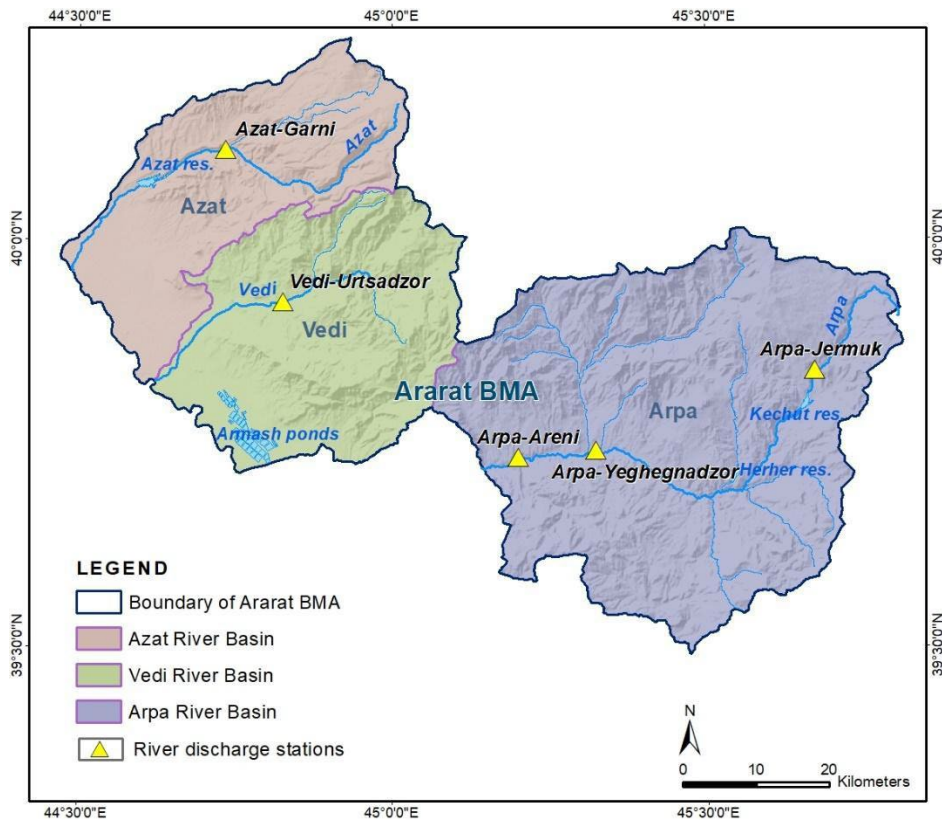 44°30'0"E
45°0'0"E
45°30'0"E
Azat-Garni
Azat
Azat res.
Azat
40°0'0"N
40°0'0"N
Vedi
Vedi-Urtsadzor
Vedi
Arpa
Arpa-Jermuk
Ararat BMA
Arpa
Kechut res.
Armash ponds
Arpa-Areni
Arpa-Yeghegnadzor
Herher res.
LEGEND
Boundary of Ararat BMA
Azat River Basin
Vedi River Basin
Arpa River Basin
River discharge stations
39°30'0"N
39°30'0"N
N
0 10 20
Kilometers
44°30'0"E
45°0'0"E
45°30'0"E